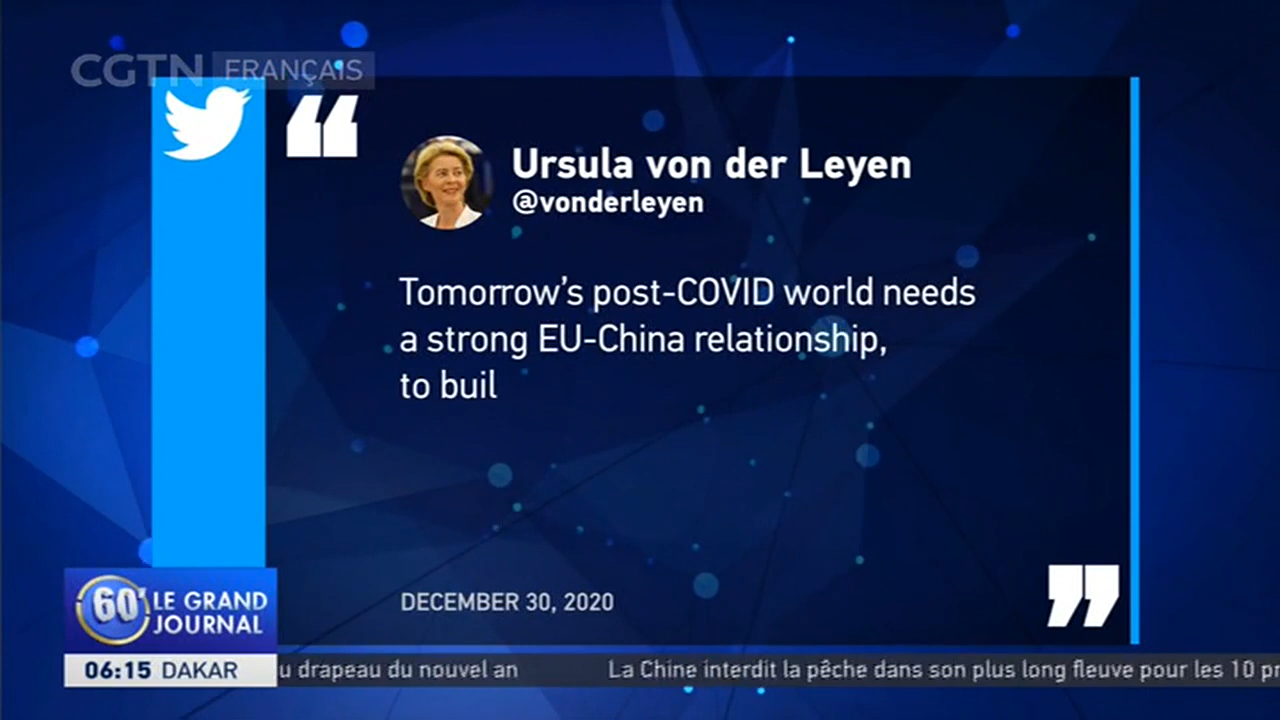 CGTN FRANÇAIS
“
Ursula von der Leyen
@vonderleyen
Tomorrow’s post-COVID world needs
a strong EU-China relationship,
to buil
DECEMBER 30, 2020
”
60' LE GRAND
JOURNAL
06:15 DAKAR
u drapeau du nouvel an La Chine interdit la pêche dans son plus long fleuve pour les 10 pr